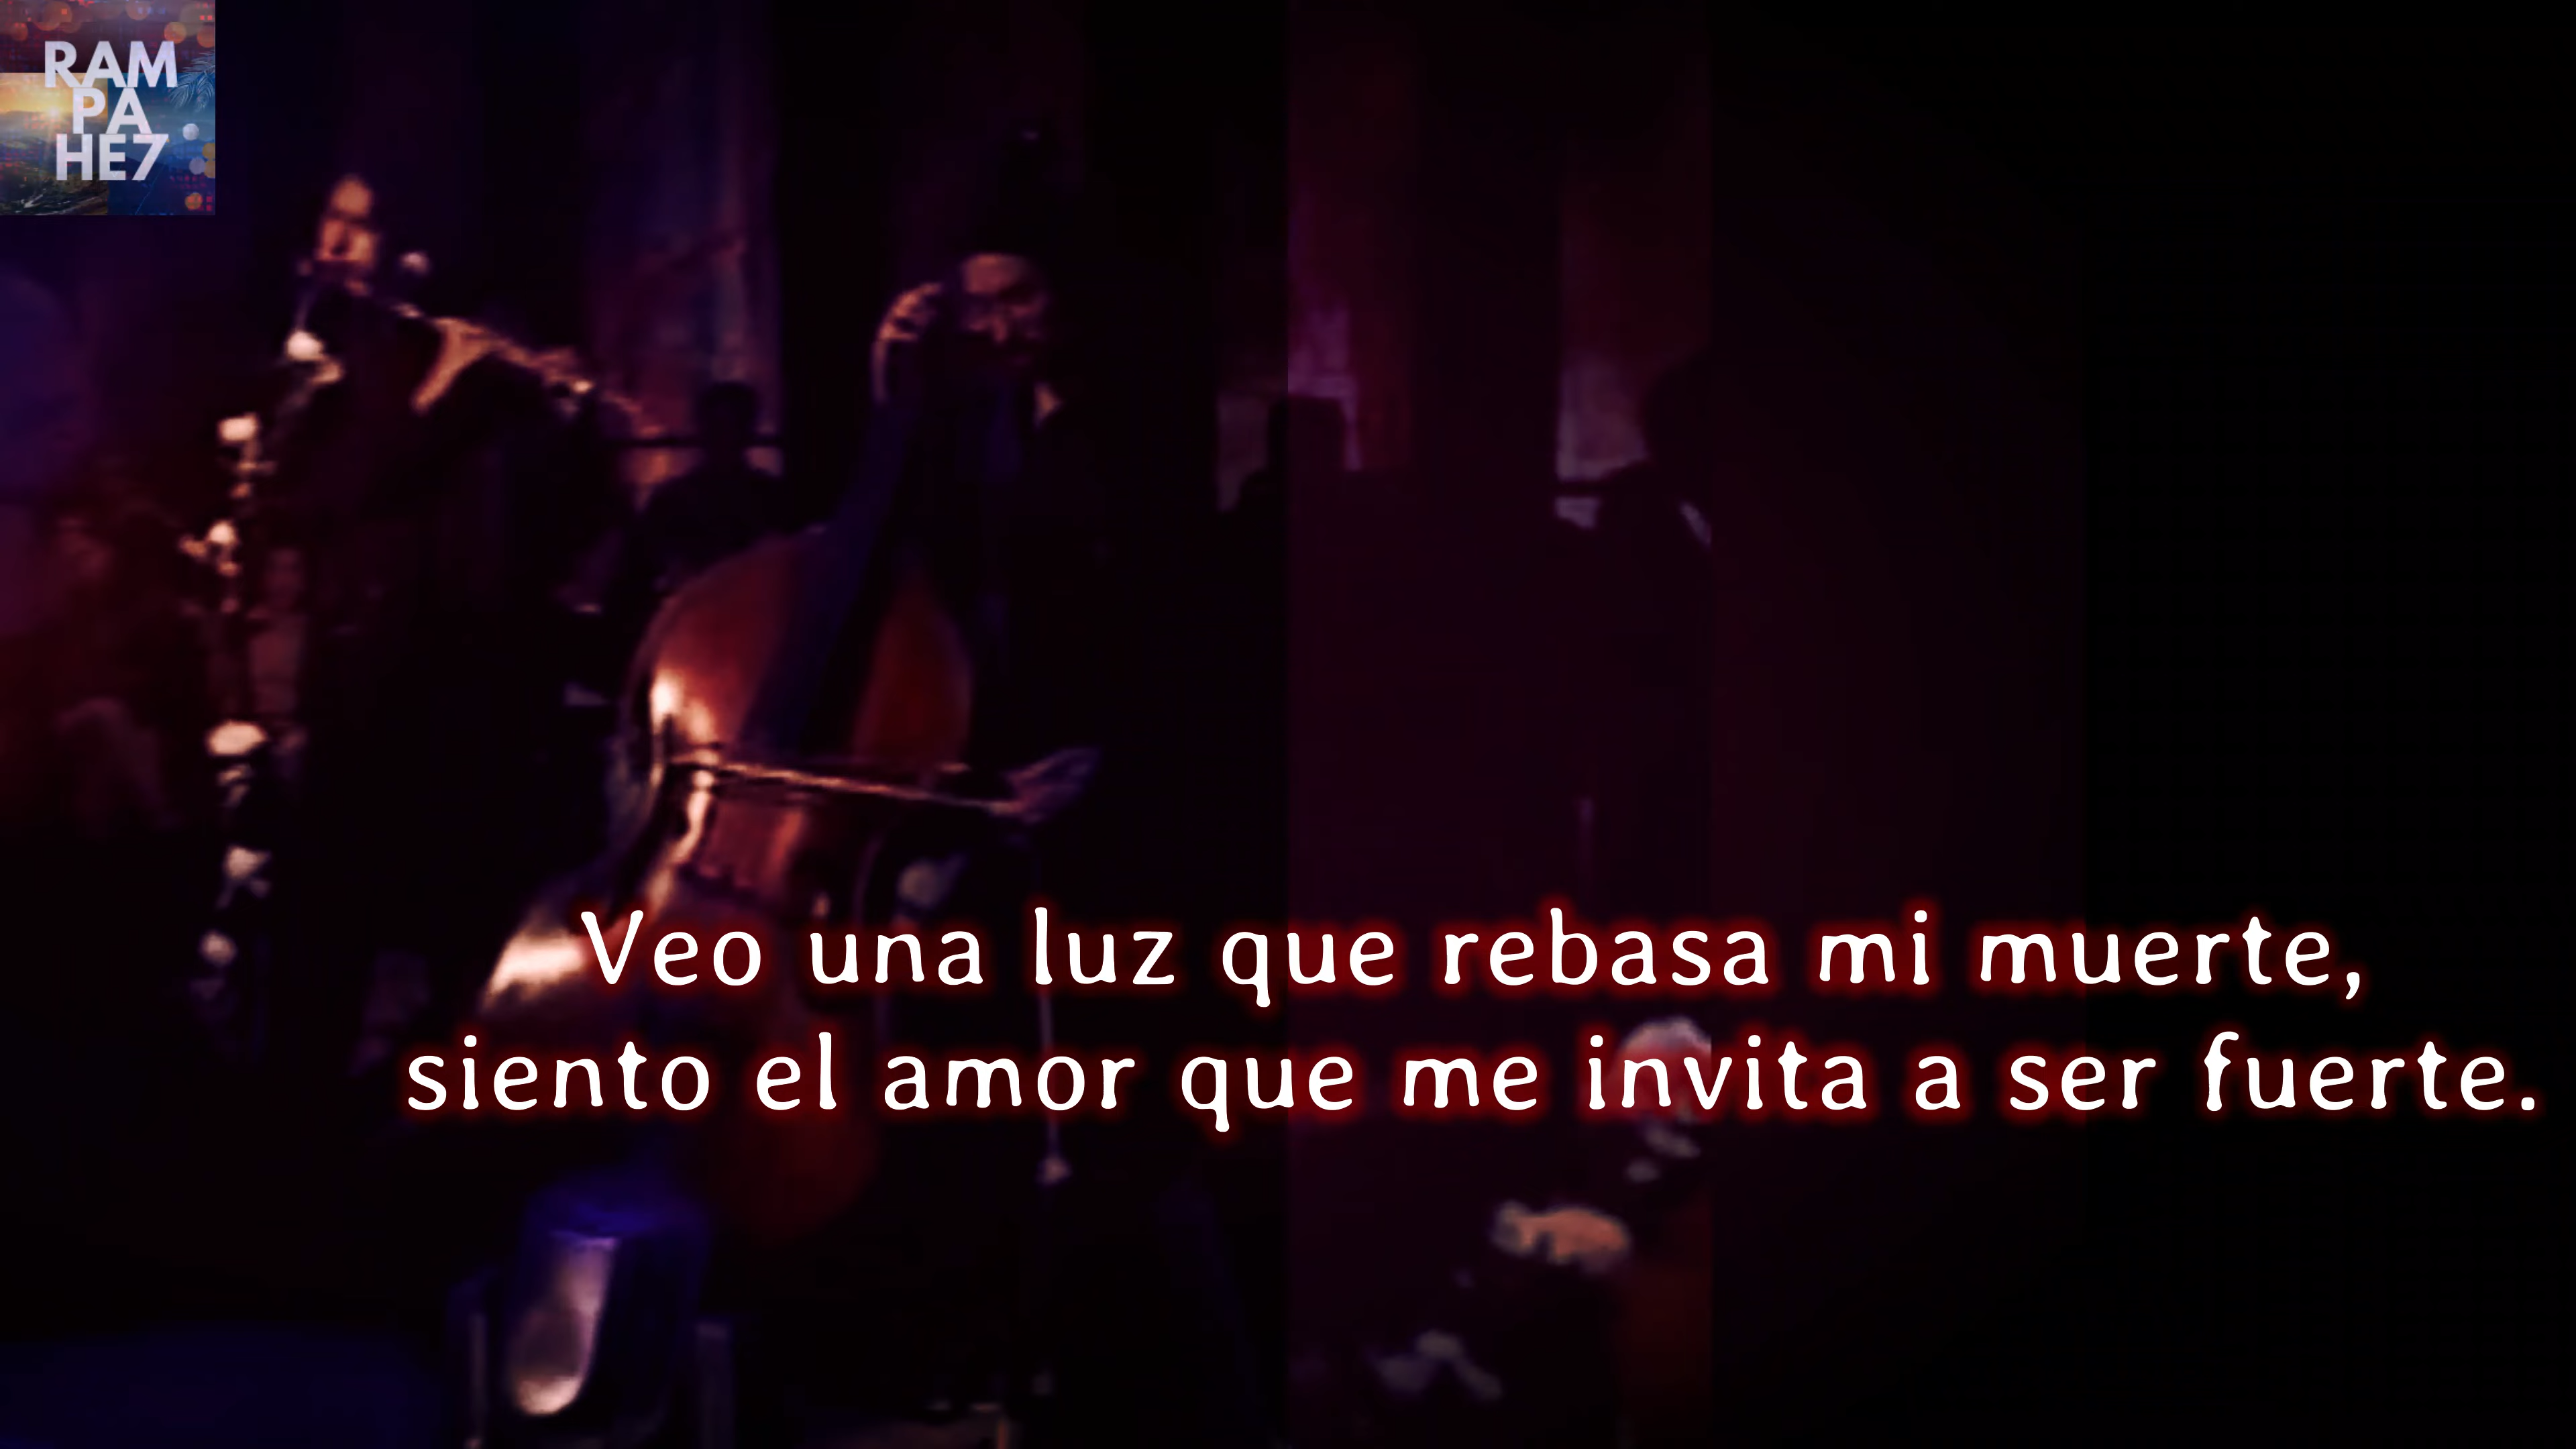 RAM
PA
HE7
Veo una luz que rebasa mi muerte,
siento el amor que me invita a ser fuerte.